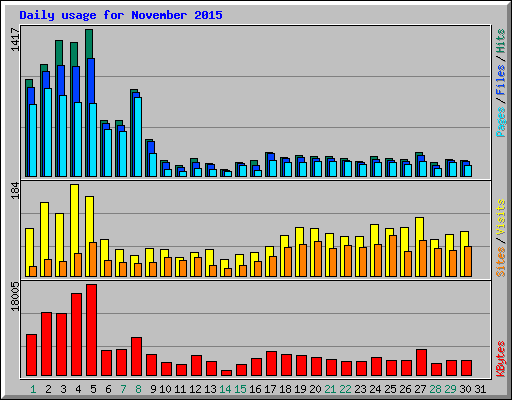 Daily usage for November 2015
1417
Pages / Files / Hits
184
Sites / Visits
18005
KBytes
1 2 3 4 5 6 7 8 9 10 11 12 13 14 15 16 17 18 19 20 21 22 23 24 25 26 27 28 29 30 31